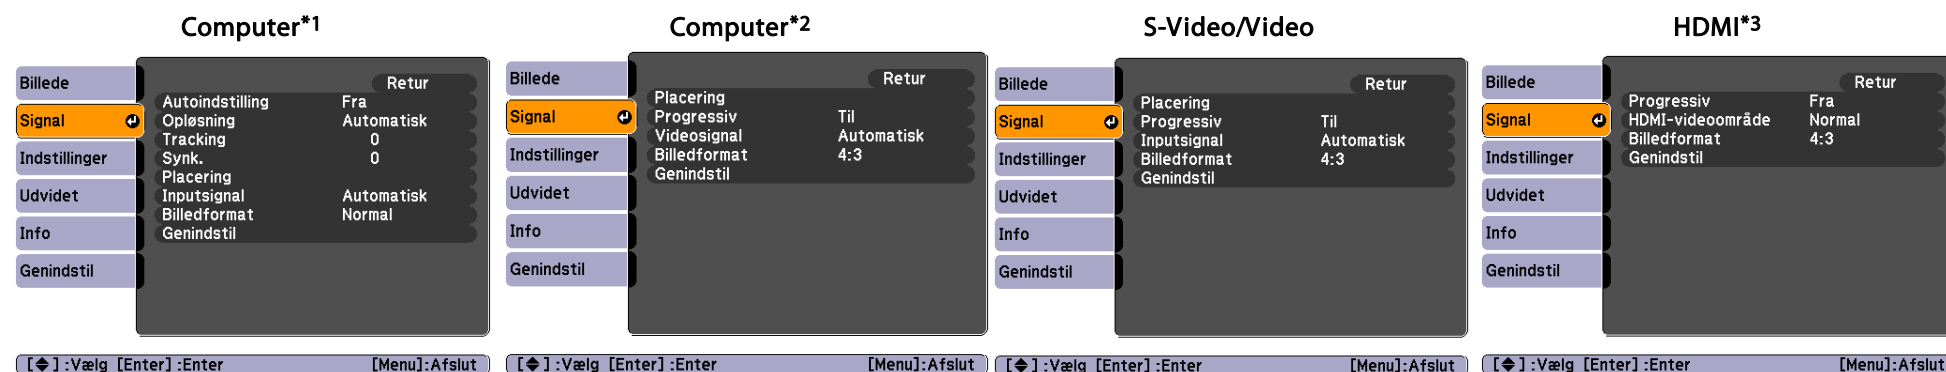 Computer*1
Billede
Signal
Indstillinger
Udvidet
Info
Genindstil
Retur
Autoindstilling Fra
Opløsning Automatisk
Tracking 0
Synk. 0
Placering
Inputsignal Automatisk
Billedformat Normal
Genindstil
[◆] :Vælg [Enter] :Enter [Menu]:Afslut
Computer*2
Billede
Signal
Indstillinger
Udvidet
Info
Genindstil
Retur
Placering
Progressiv Til
Videosignal Automatisk
Billedformat 4:3
Genindstil
[◆] :Vælg [Enter] :Enter [Menu]:Afslut
S-Video/Video
Billede
Signal
Indstillinger
Udvidet
Info
Genindstil
Retur
Placering
Progressiv Til
Inputsignal Automatisk
Billedformat 4:3
Genindstil
[◆] :Vælg [Enter] :Enter [Menu]:Afslut
HDMI*3
Billede
Signal
Indstillinger
Udvidet
Info
Genindstil
Retur
Progressiv Fra
HDMI-videoområde Normal
Billedformat 4:3
Genindstil
[◆] :Vælg [Enter] :Enter [Menu]:Afslut